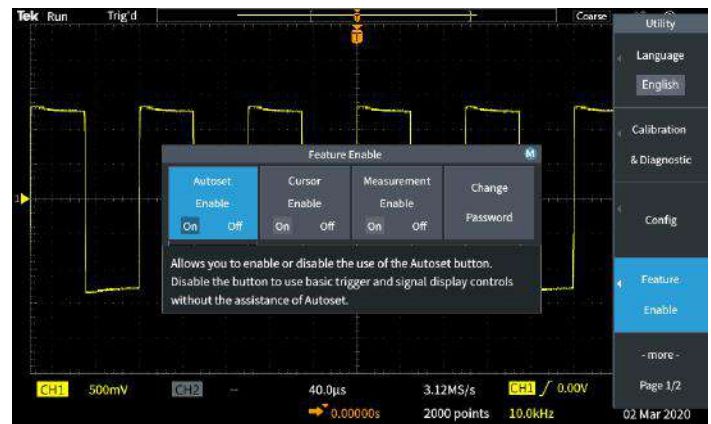 Tek Run Trig'd Coarse
Utility
Language
English
Calibration
& Diagnostic
Config
Feature
Enable
- more -
Page 1/2
Feature Enable M
Autoset
Enable
On Off
Cursor
Enable
On Off
Measurement
Enable
On Off
Change
Password
Allows you to enable or disable the use of the Autoset button.
Disable the button to use basic trigger and signal display controls
without the assistance of Autoset.
1
CH1 500mV CH2 - 40.0µs 3.12MS/s CH1 0.00V
0.00000s 2000 points 10.0kHz 02 Mar 2020